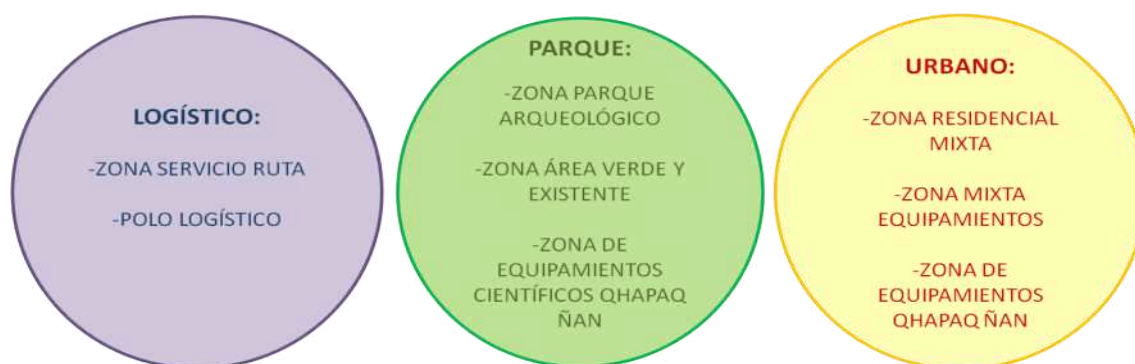 LOGÍSTICO:
-ZONA SERVICIO RUTA
-POLO LOGÍSTICO
PARQUE:
-ZONA PARQUE
ARQUEOLÓGICO
-ZONA ÁREA VERDE Y
EXISTENTE
-ZONA DE
EQUIPAMIENTOS
CIENTÍFICOS QHAPAQ
ÑAN
URBANO:
-ZONA RESIDENCIAL
MIXTA
-ZONA MIXTA
EQUIPAMIENTOS
-ZONA DE
EQUIPAMIENTOS
QHAPAQ ÑAN